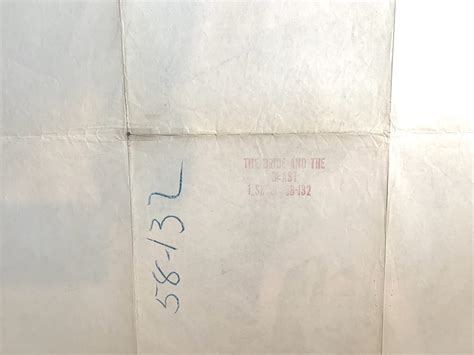 58-132
THE BRIDE AND THE
BEAST
58-132